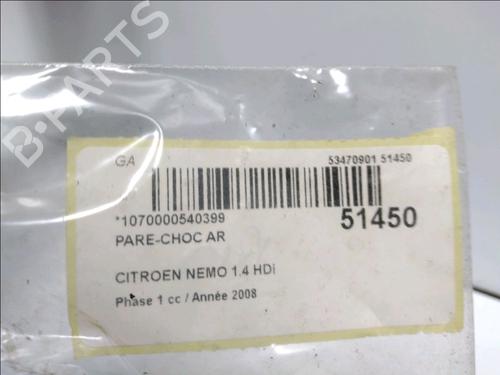 B-PARTS
GA
53470901 51450
*1070000540399
51450
PARE-CHOC AR
CITROEN NEMO 1.4 HDi
Phase 1 cc / Année 2008